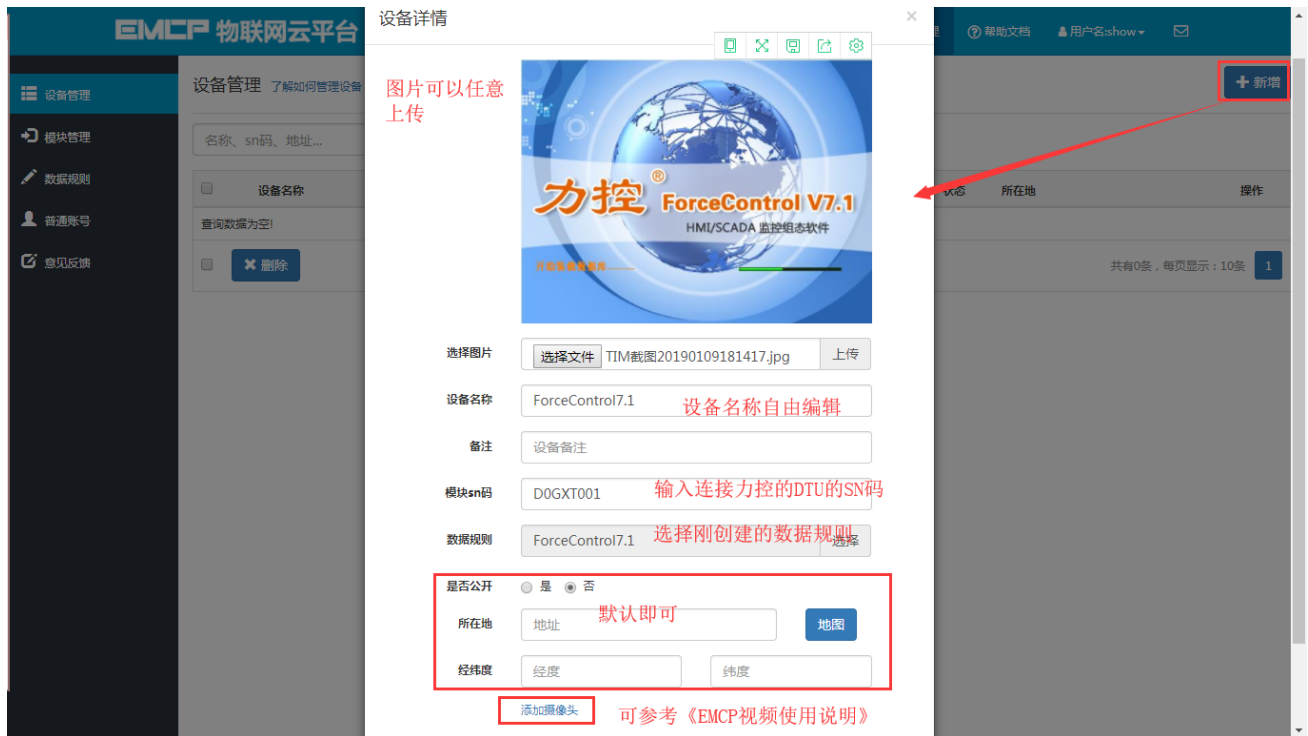 EMCP 物联网云平台
设备详情
×
帮助文档
用户名:show
设备管理
模块管理
数据规则
普通账号
意见反馈
设备管理 了解如何管理设备
新增
名称、sn码、地址...
设备名称
状态
所在地
操作
查询数据为空!
删除
共有0条，每页显示：10条
1
图片可以任意
上传
力控® ForceControl V7.1
HMI/SCADA 监控组态软件
选择图片
选择文件 TIM截图20190109181417.jpg
上传
设备名称
ForceControl7.1
设备名称自由编辑
备注
设备备注
模块sn码
D0GXT001
输入连接力控的DTU的SN码
数据规则
ForceControl7.1
选择刚创建的数据规则
选择
是否公开
是
否
默认即可
所在地
地址
地图
经纬度
经度
纬度
添加摄像头
可参考《EMCP视频使用说明》